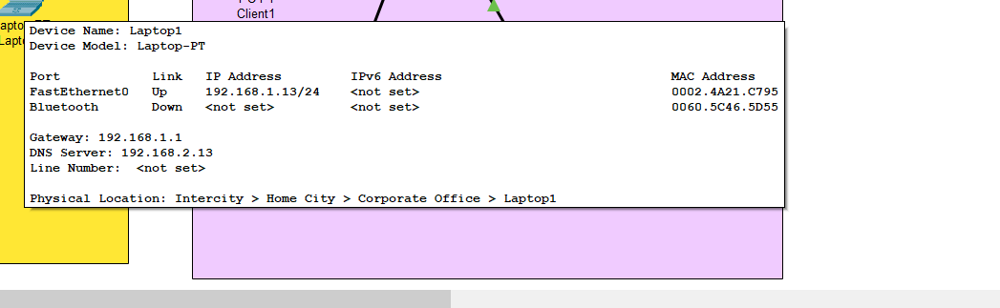 Client1
Device Name: Laptop1
Device Model: Laptop-PT
Port Link IP Address IPv6 Address MAC Address
FastEthernet0 Up 192.168.1.13/24 <not set> 0002.4A21.C795
Bluetooth Down <not set> <not set> 0060.5C46.5D55
Gateway: 192.168.1.1
DNS Server: 192.168.2.13
Line Number: <not set>
Physical Location: Intercity > Home City > Corporate Office > Laptop1